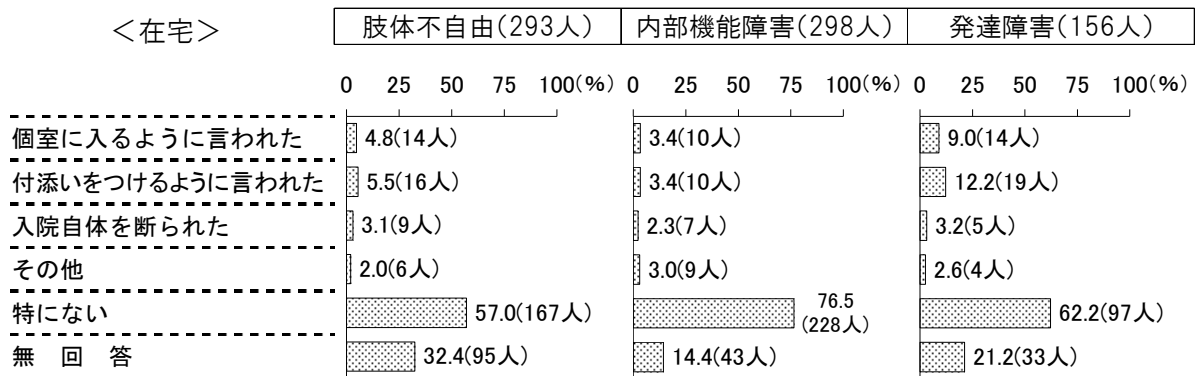 ＜在宅＞
肢体不自由(293人) 内部機能障害(298人) 発達障害(156人)
0 25 50 75 100(%) 0 25 50 75 100(%) 0 25 50 75 100(%)
個室に入るように言われた 4.8(14人) 3.4(10人) 9.0(14人)
付添いをつけるように言われた 5.5(16人) 3.4(10人) 12.2(19人)
入院自体を断られた 3.1(9人) 2.3(7人) 3.2(5人)
その他 2.0(6人) 3.0(9人) 2.6(4人)
特にない 57.0(167人) 76.5 62.2(97人)
(228人)
無　回　答 32.4(95人) 14.4(43人) 21.2(33人)